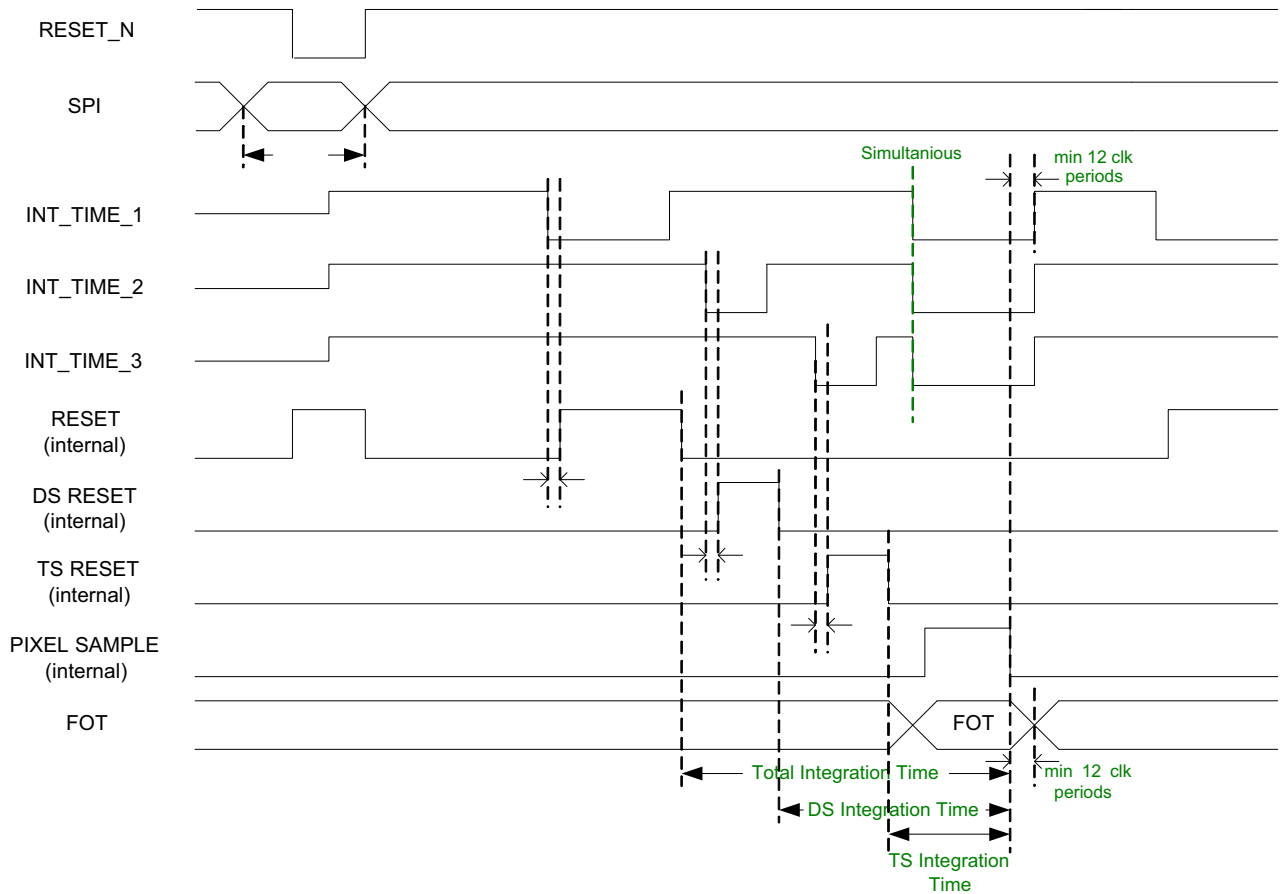 RESET_N
SPI
Simultanious
min 12 clk
periods
INT_TIME_1
INT_TIME_2
INT_TIME_3
RESET
(internal)
DS RESET
(internal)
TS RESET
(internal)
PIXEL SAMPLE
(internal)
FOT
FOT
Total Integration Time
min 12 clk
periods
DS Integration Time
TS Integration
Time